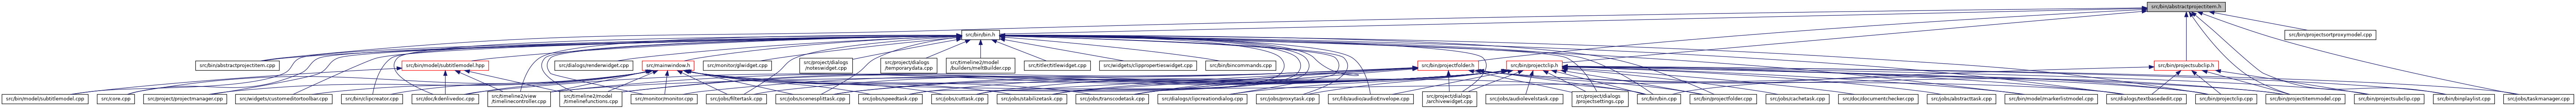 src/bin/abstractprojectitem.h
src/bin/bin.h
src/bin/projectsortproxymodel.cpp
src/bin/abstractprojectitem.cpp
src/bin/model/subtitlemodel.hpp
src/dialogs/renderwidget.cpp
src/mainwindow.h
src/monitor/glwidget.cpp
src/project/dialogs
/noteswidget.cpp
src/project/dialogs
/temporarydata.cpp
src/timeline2/model
/builders/meltBuilder.cpp
src/titler/titlewidget.cpp
src/widgets/clippropertieswidget.cpp
src/bin/bincommands.cpp
src/bin/projectfolder.h
src/bin/projectclip.h
src/bin/projectsubclip.h
src/bin/model/subtitlemodel.cpp
src/core.cpp
src/project/projectmanager.cpp
src/widgets/customeditortoolbar.cpp
src/bin/clipcreator.cpp
src/doc/kdenlivedoc.cpp
src/timeline2/view
/timelinecontroller.cpp
src/timeline2/model
/timelinefunctions.cpp
src/monitor/monitor.cpp
src/jobs/filtertask.cpp
src/jobs/scenesplittask.cpp
src/jobs/speedtask.cpp
src/jobs/cuttask.cpp
src/jobs/stabilizetask.cpp
src/jobs/transcodetask.cpp
src/dialogs/clipcreationdialog.cpp
src/jobs/proxytask.cpp
src/lib/audio/audioEnvelope.cpp
src/project/dialogs
/archivewidget.cpp
src/jobs/audiolevelstask.cpp
src/project/dialogs
/projectsettings.cpp
src/bin/bin.cpp
src/bin/projectfolder.cpp
src/jobs/cachetask.cpp
src/doc/documentchecker.cpp
src/jobs/abstracttask.cpp
src/bin/model/markerlistmodel.cpp
src/dialogs/textbasededit.cpp
src/bin/projectclip.cpp
src/bin/projectitemmodel.cpp
src/bin/projectsubclip.cpp
src/bin/binplaylist.cpp
src/jobs/taskmanager.cpp